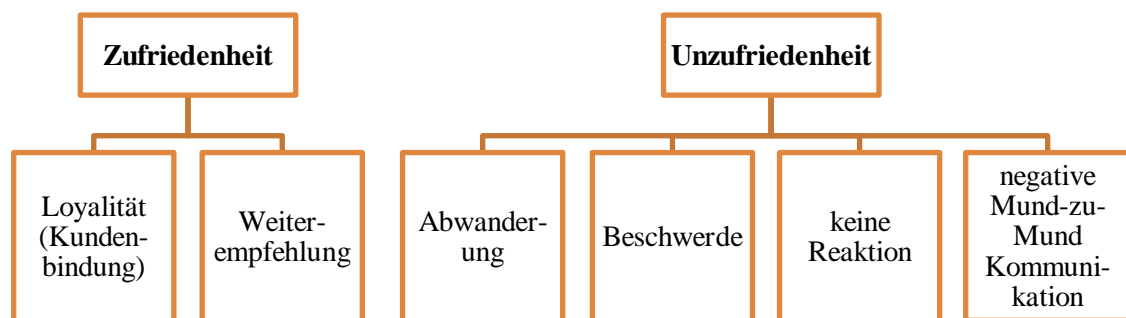 Zufriedenheit
Unzufriedenheit
Loyalität
(Kunden-
bindung)
Weiter-
empfehlung
Abwander-
ung
Beschwerde
keine
Reaktion
negative
Mund-zu-
Mund
Kommuni-
kation